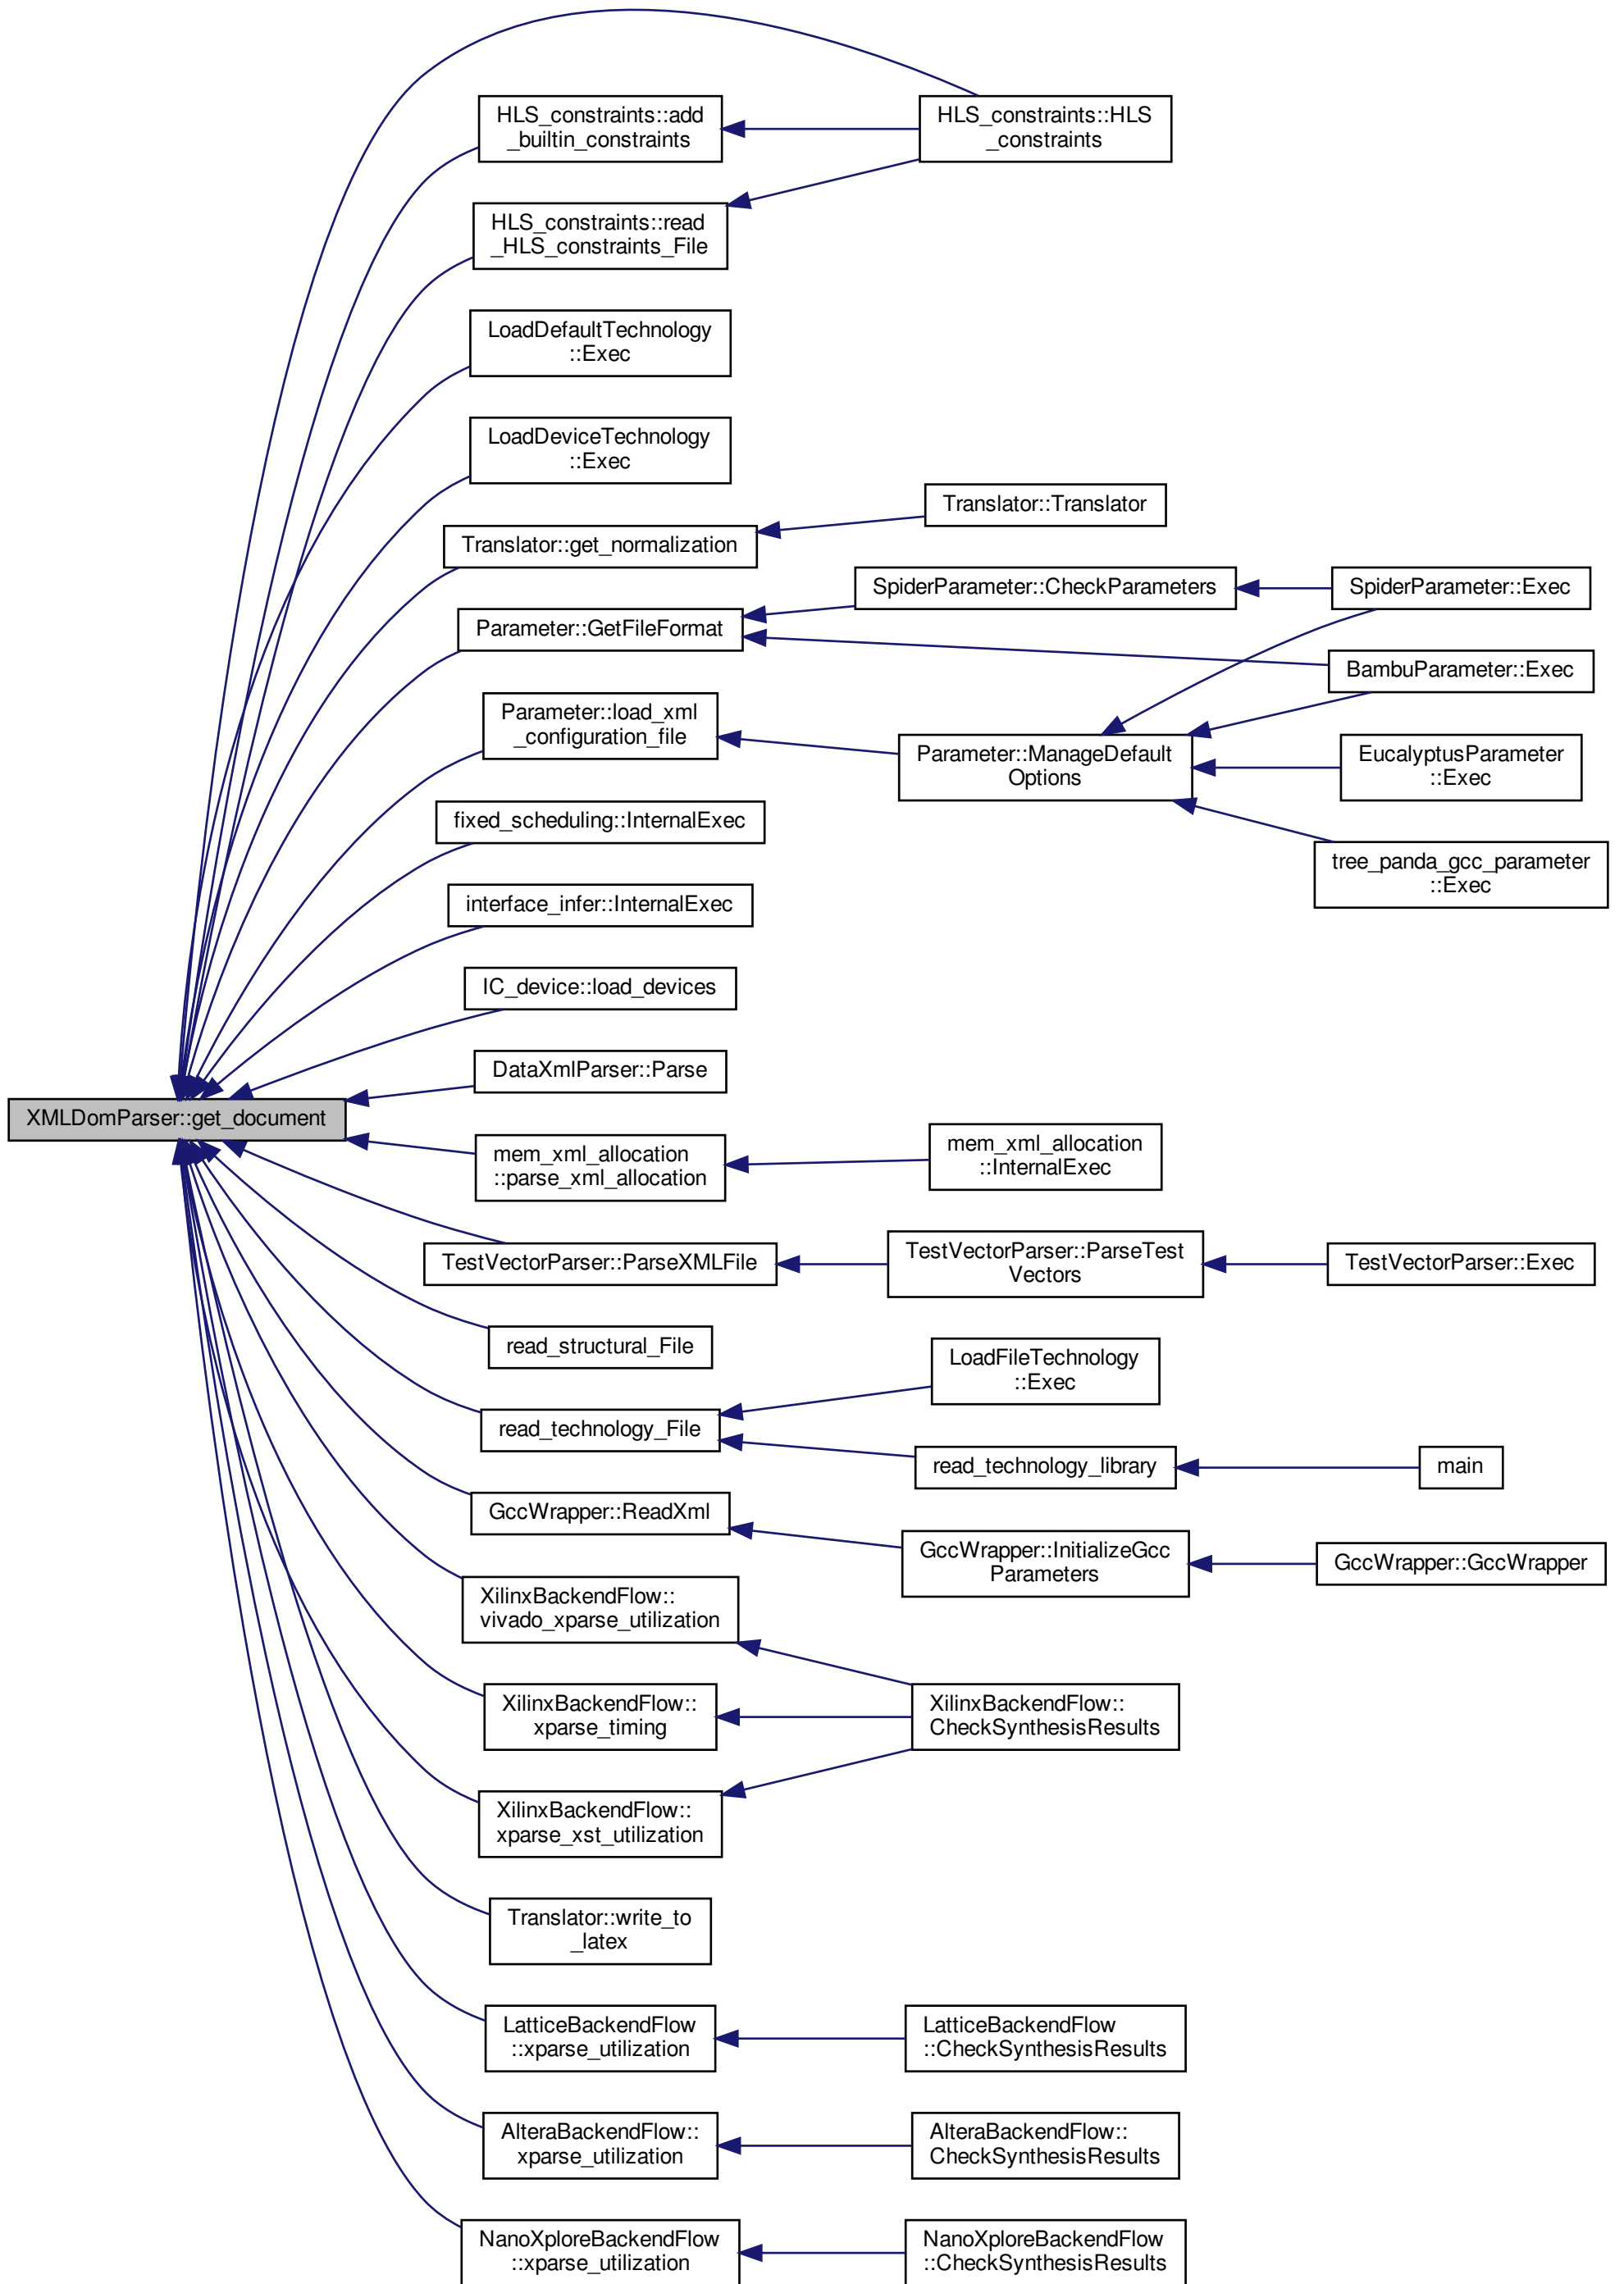 HLS_constraints::add
_builtin_constraints
HLS_constraints::HLS
_constraints
HLS_constraints::read
_HLS_constraints_File
LoadDefaultTechnology
::Exec
LoadDeviceTechnology
::Exec
Translator::get_normalization
Translator::Translator
Parameter::GetFileFormat
SpiderParameter::CheckParameters
SpiderParameter::Exec
BambuParameter::Exec
Parameter::load_xml
_configuration_file
Parameter::ManageDefault
Options
EucalyptusParameter
::Exec
tree_panda_gcc_parameter
::Exec
fixed_scheduling::InternalExec
interface_infer::InternalExec
IC_device::load_devices
DataXmlParser::Parse
XMLDomParser::get_document
mem_xml_allocation
::parse_xml_allocation
mem_xml_allocation
::InternalExec
TestVectorParser::ParseXMLFile
TestVectorParser::ParseTest
Vectors
TestVectorParser::Exec
read_structural_File
read_technology_File
LoadFileTechnology
::Exec
read_technology_library
main
GccWrapper::ReadXml
GccWrapper::InitializeGcc
Parameters
GccWrapper::GccWrapper
XilinxBackendFlow::
vivado_xparse_utilization
XilinxBackendFlow::
xparse_timing
XilinxBackendFlow::
CheckSynthesisResults
XilinxBackendFlow::
xparse_xst_utilization
Translator::write_to
_latex
LatticeBackendFlow
::xparse_utilization
LatticeBackendFlow
::CheckSynthesisResults
AlteraBackendFlow::
xparse_utilization
AlteraBackendFlow::
CheckSynthesisResults
NanoXploreBackendFlow
::xparse_utilization
NanoXploreBackendFlow
::CheckSynthesisResults